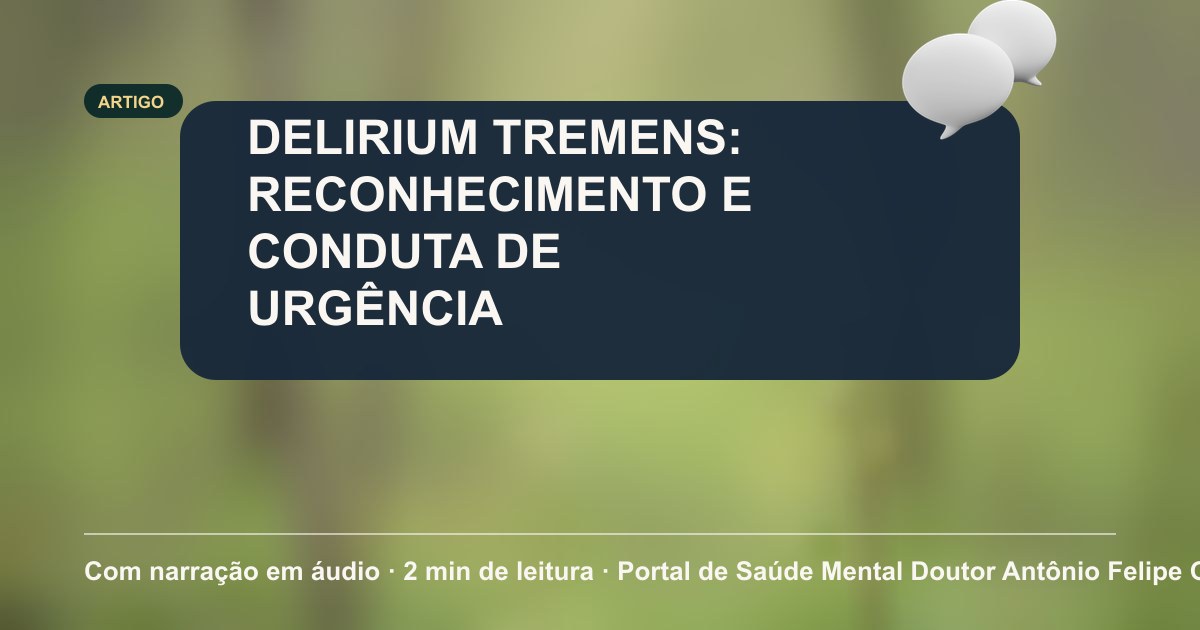 ARTIGO
DELIRIUM TREMENS:
RECONHECIMENTO E
CONDUTA DE
URGÊNCIA
Com narração em áudio · 2 min de leitura · Portal de Saúde Mental Doutor Antônio Felipe